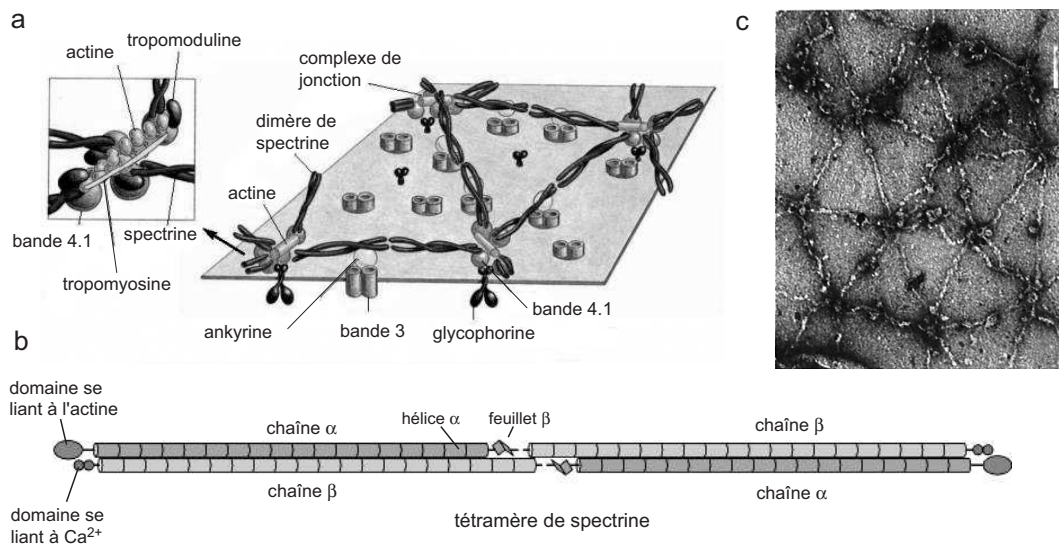 a
tropomoduline
actine
bande 4.1
spectrine
tropomyosine
complexe de
jonction
dimère de
spectrine
actine
ankyrine
bande 3
glycophorine
bande 4.1
c
b
domaine se
liant à l'actine
chaîne α
hélice α
feuillet β
chaîne β
chaîne β
chaîne α
domaine se
liant à Ca²⁺
tétramère de spectrine